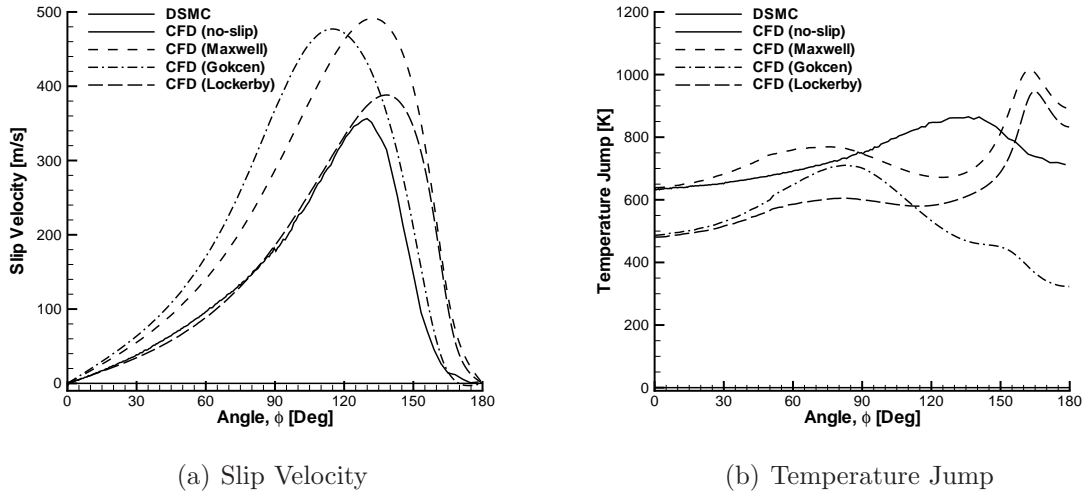 500
400
300
200
100
0
Slip Velocity [m/s]
DSMC
CFD (no-slip)
CFD (Maxwell)
CFD (Gokcen)
CFD (Lockerby)
0 30 60 90 120 150 180
Angle, ϕ [Deg]
(a) Slip Velocity
1200
1000
800
600
400
200
0
Temperature Jump [K]
DSMC
CFD (no-slip)
CFD (Maxwell)
CFD (Gokcen)
CFD (Lockerby)
0 30 60 90 120 150 180
Angle, ϕ [Deg]
(b) Temperature Jump